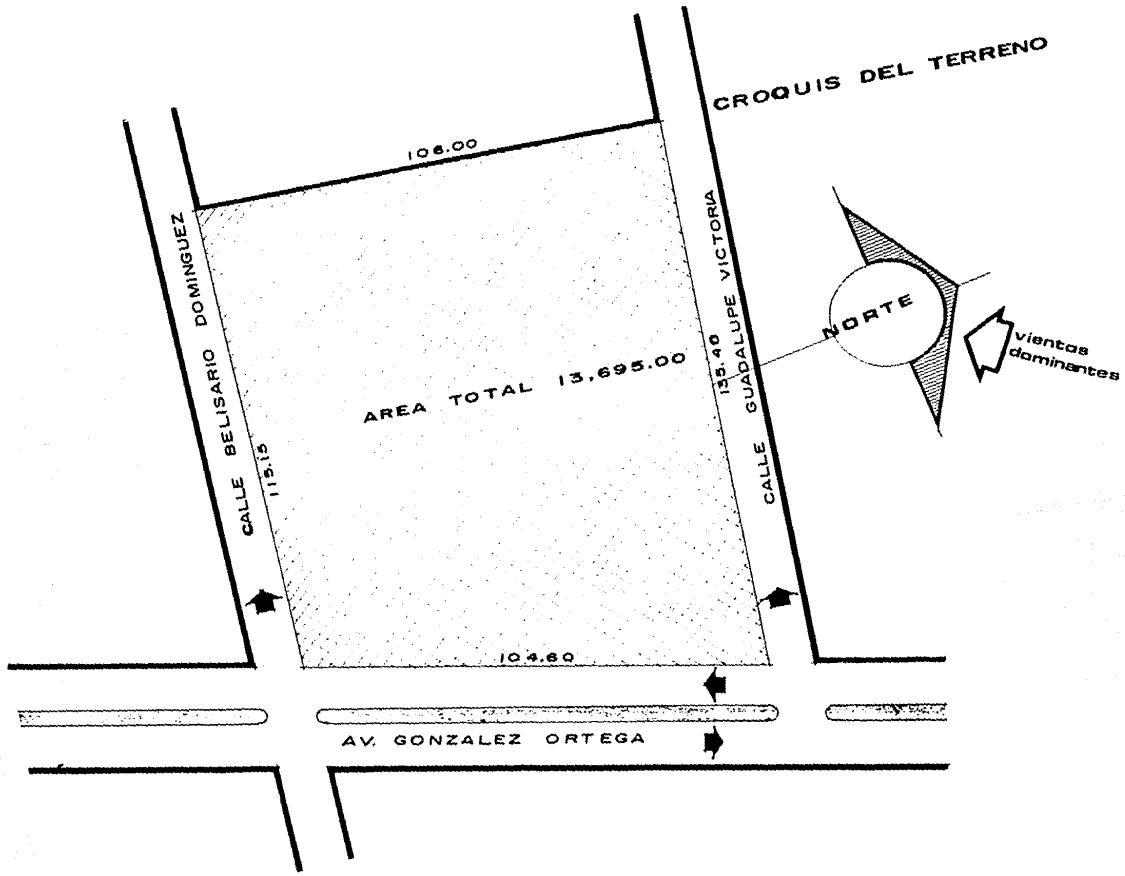 CROQUIS DEL TERRENO
106.00
CALLE BELISARIO DOMINGUEZ
CALLE GUADALUPE VICTORIA
NORTE
vientos
dominantes
AREA TOTAL 13,695.00
135.40
115.15
104.60
AV. GONZALEZ ORTEGA